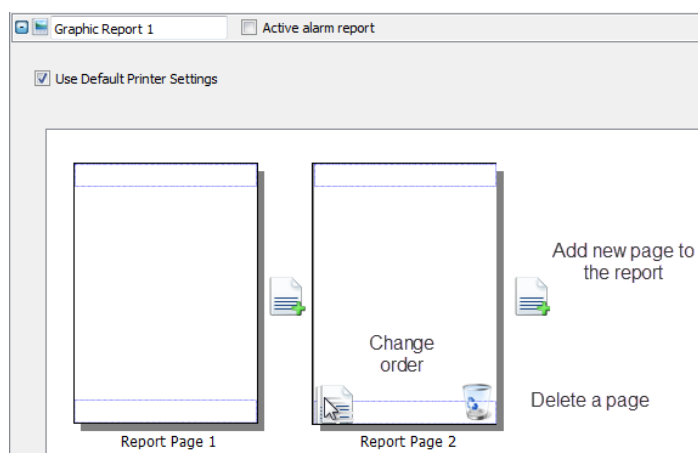 Graphic Report 1
Active alarm report
Use Default Printer Settings
Add new page to
the report
Change
order
Delete a page
Report Page 1
Report Page 2